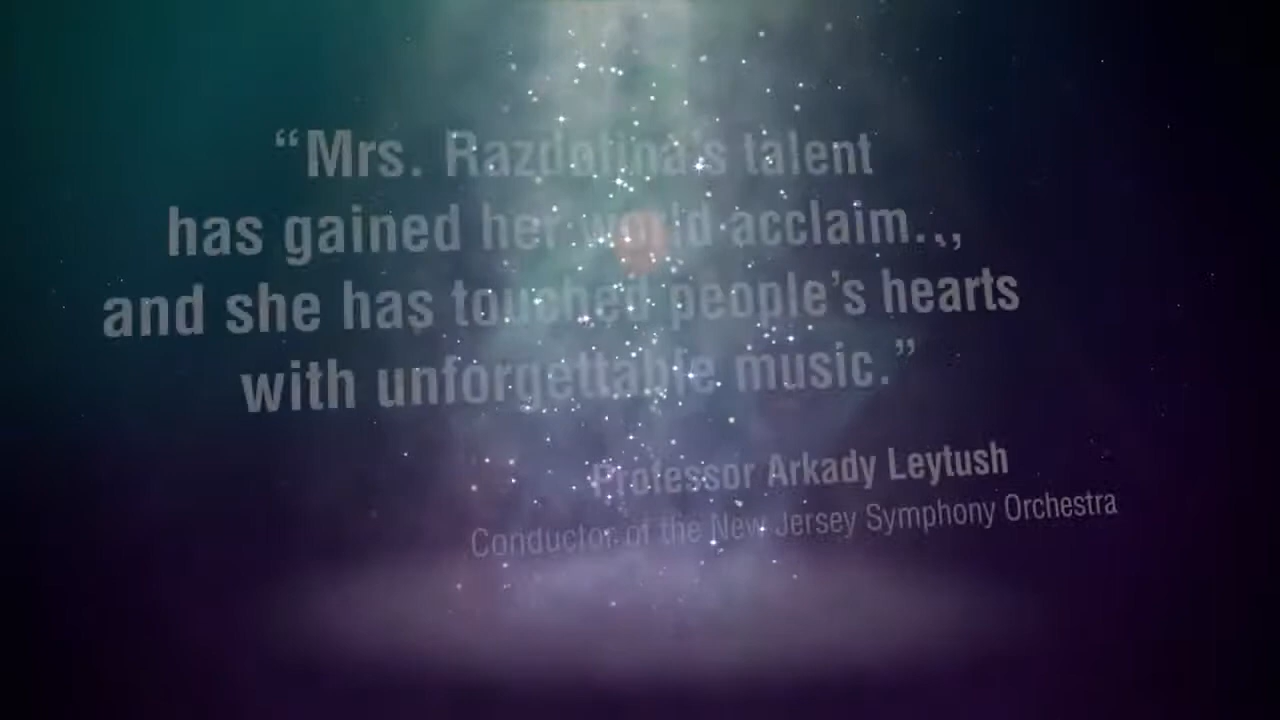 “Mrs. Razdolina’s talent
has gained her world acclaim...,
and she has touched people’s hearts
with unforgettable music.”
Professor Arkady Leytush
Conductor of the New Jersey Symphony Orchestra